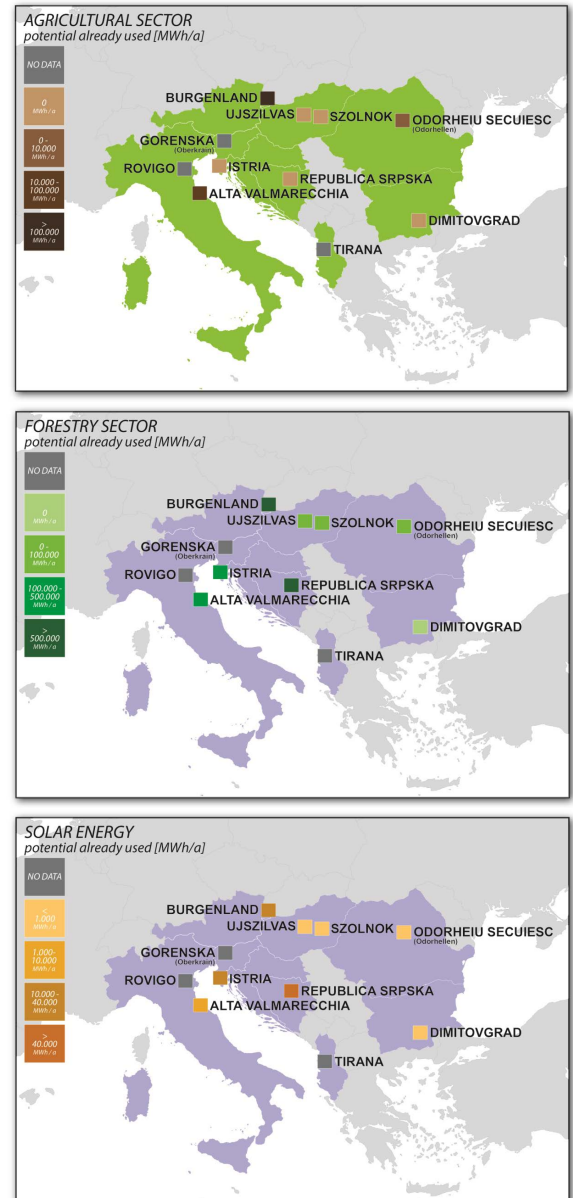 AGRICULTURAL SECTOR
potential already used [MWh/a]
NO DATA
0
MWh / a
0 -
10.000
MWh / a
10.000 -
100.000
MWh / a
>
100.000
MWh / a
BURGENLAND
UJSZILVAS
SZOLNOK
ODORHEIU SECUIESC
(Odorhellen)
GORENSKA
(Oberkrain)
ROVIGO
ISTRIA
REPUBLICA SRPSKA
ALTA VALMARECCHIA
DIMITOVGRAD
TIRANA
FORESTRY SECTOR
potential already used [MWh/a]
NO DATA
0
MWh / a
0 -
100.000
MWh / a
100.000 -
500.000
MWh / a
>
500.000
MWh / a
BURGENLAND
UJSZILVAS
SZOLNOK
ODORHEIU SECUIESC
(Odorhellen)
GORENSKA
(Oberkrain)
ROVIGO
ISTRIA
REPUBLICA SRPSKA
ALTA VALMARECCHIA
DIMITOVGRAD
TIRANA
SOLAR ENERGY
potential already used [MWh/a]
NO DATA
<
1.000
MWh / a
1.000-
10.000
MWh / a
10.000 -
40.000
MWh / a
>
40.000
MWh / a
BURGENLAND
UJSZILVAS
SZOLNOK
ODORHEIU SECUIESC
(Odorhellen)
GORENSKA
(Oberkrain)
ROVIGO
ISTRIA
REPUBLICA SRPSKA
ALTA VALMARECCHIA
DIMITOVGRAD
TIRANA